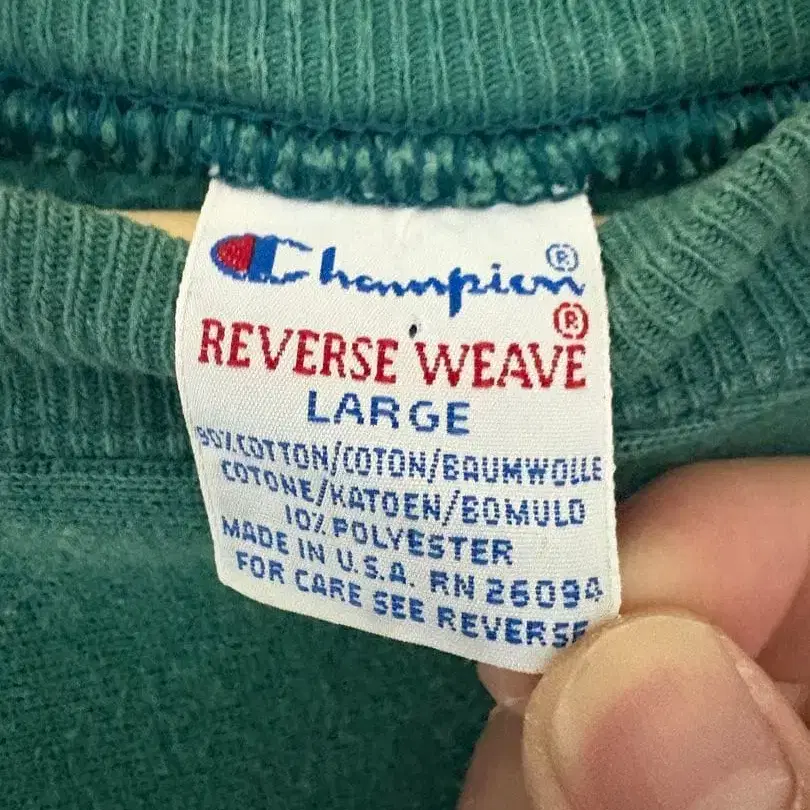 Champion®
REVERSE WEAVE®
LARGE
90% COTTON/COTON/BAUMWOLLE
COTONE/KATOEN/BOMULD
10% POLYESTER
MADE IN U.S.A. RN 26094
FOR CARE SEE REVERSE